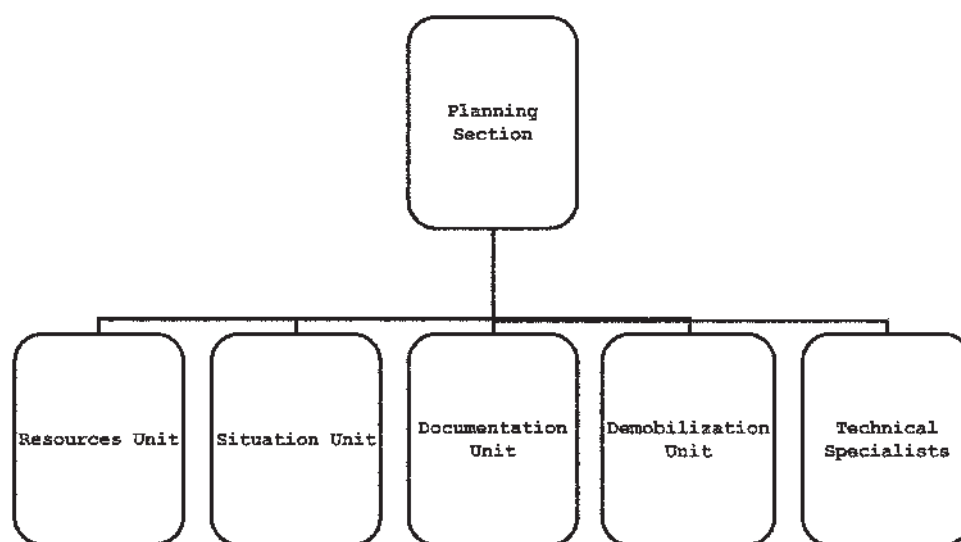 Planning
Section
Resources Unit
Situation Unit
Documentation
Unit
Demobilization
Unit
Technical
Specialists